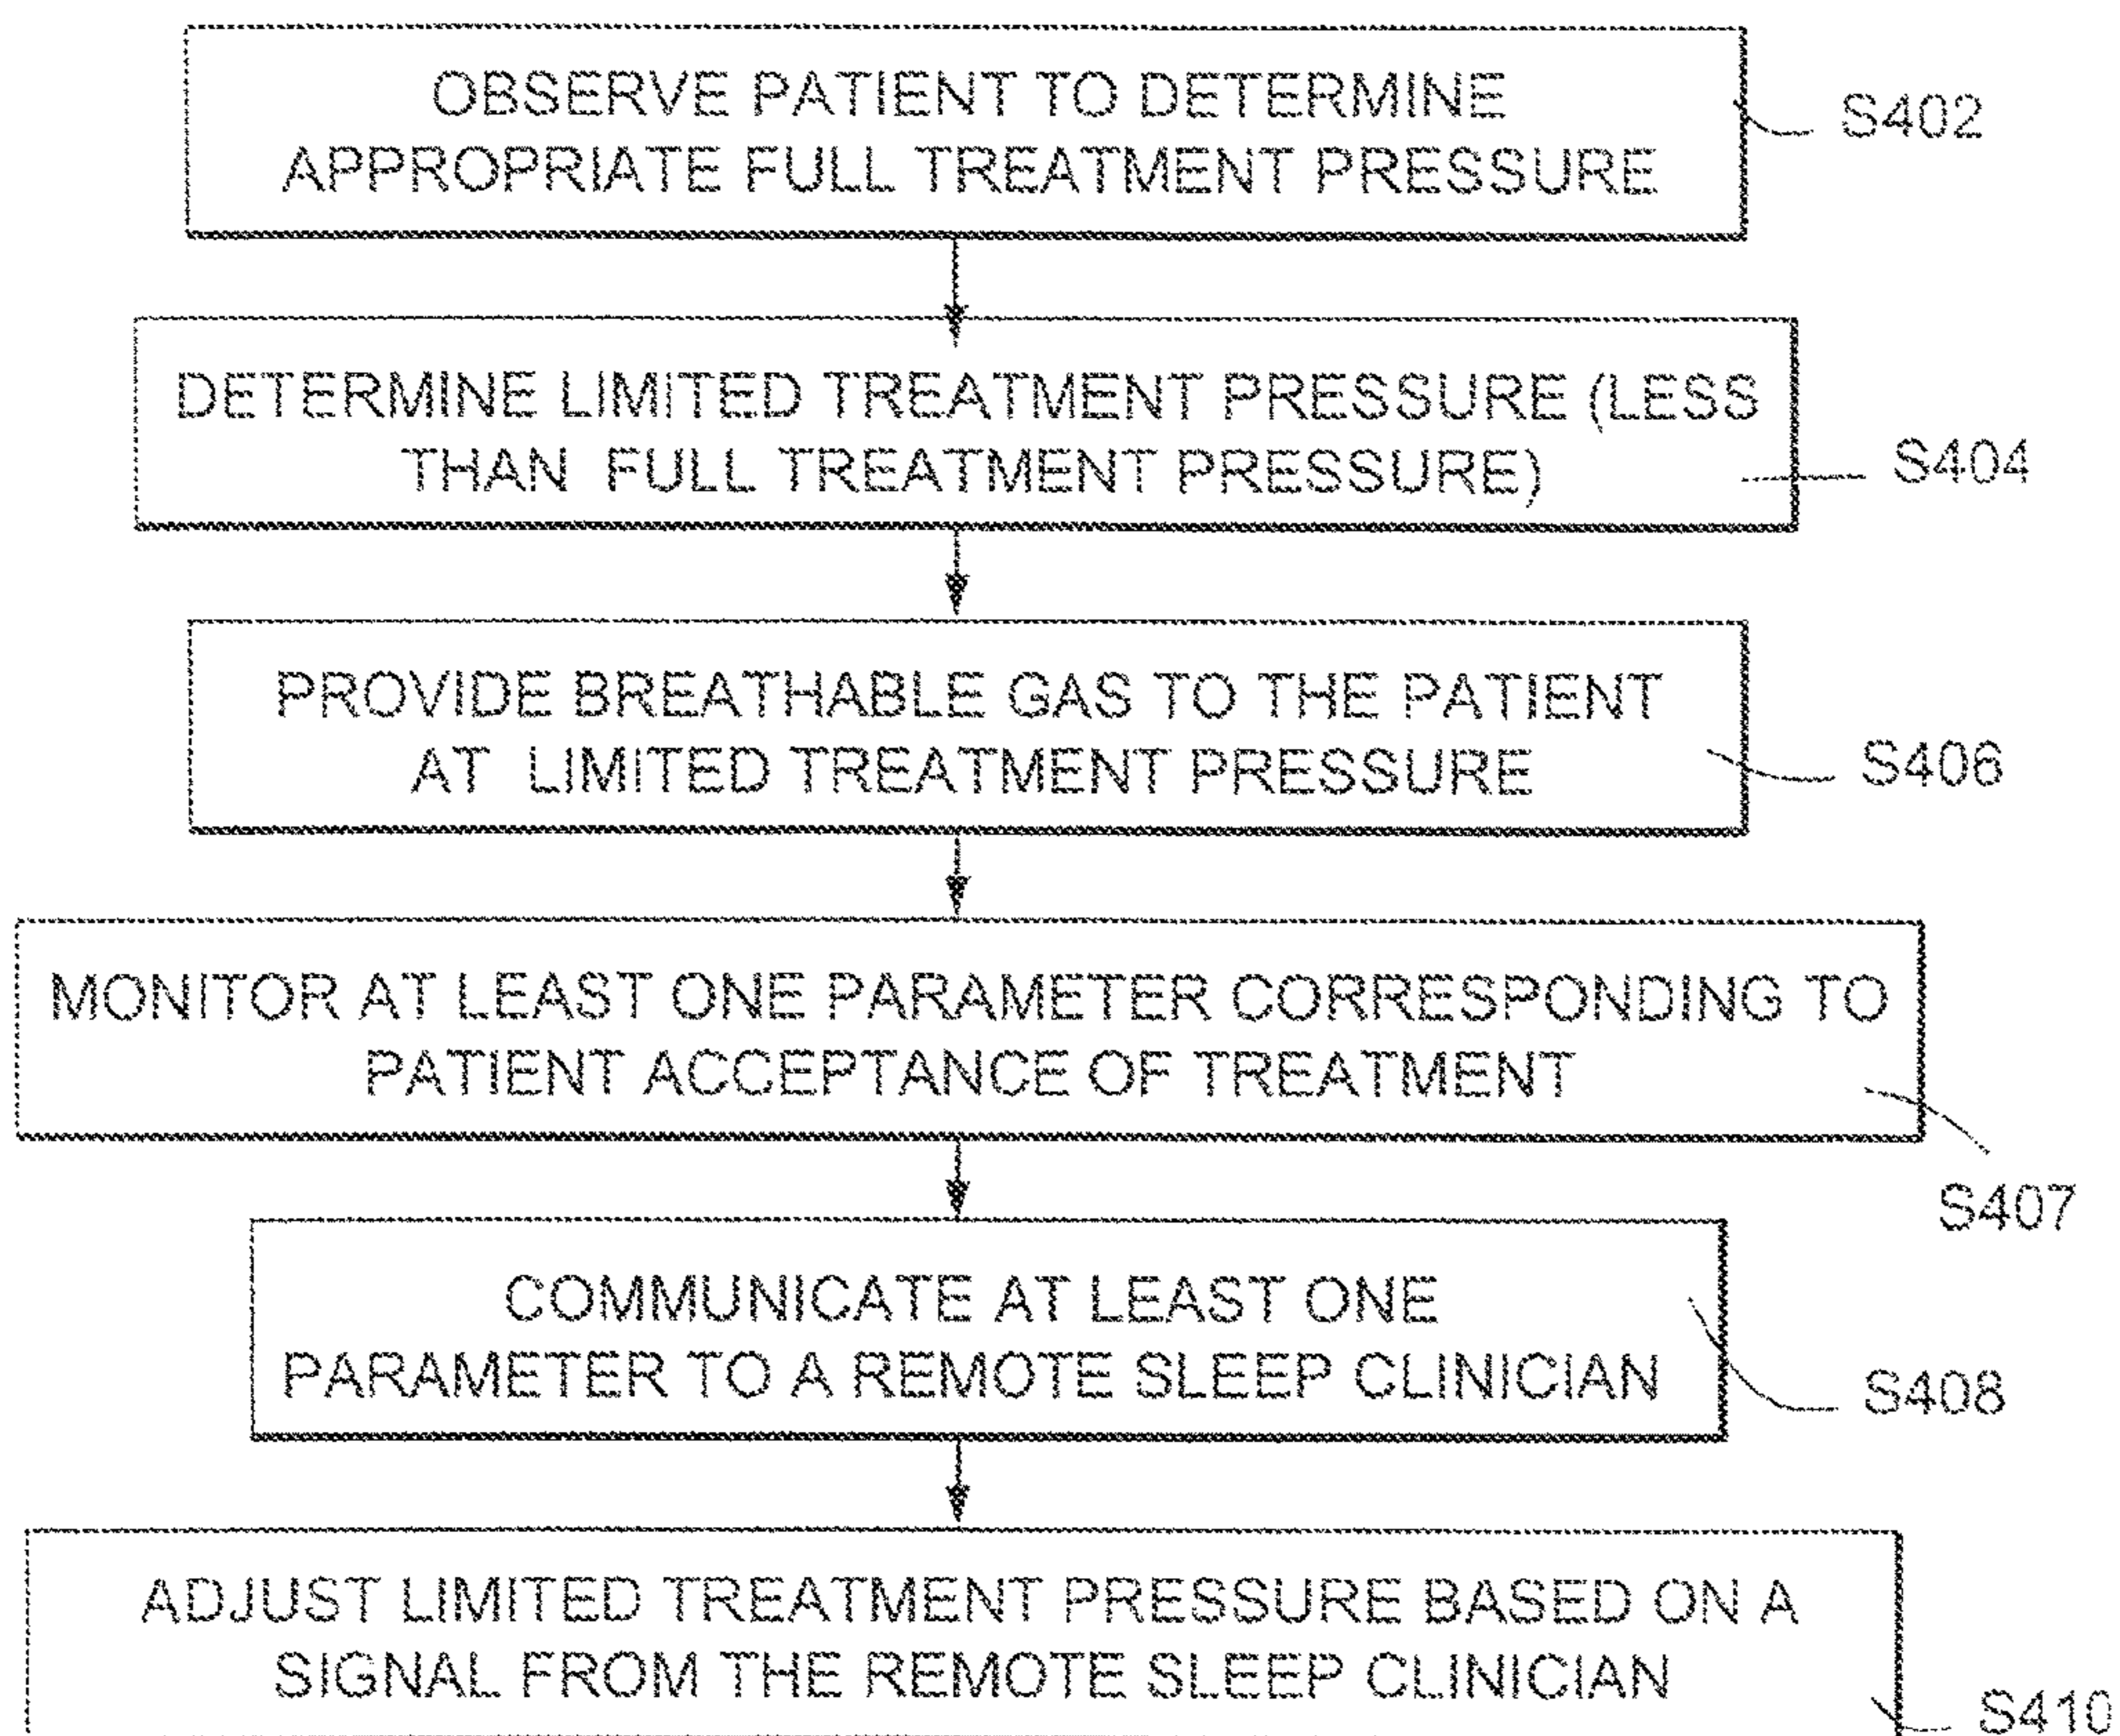 OBSERVE PATIENT TO DETERMINE
APPROPRIATE FULL TREATMENT PRESSURE
S402
DETERMINE LIMITED TREATMENT PRESSURE (LESS
THAN FULL TREATMENT PRESSURE)
S404
PROVIDE BREATHABLE GAS TO THE PATIENT
AT LIMITED TREATMENT PRESSURE
S406
MONITOR AT LEAST ONE PARAMETER CORRESPONDING TO
PATIENT ACCEPTANCE OF TREATMENT
S407
COMMUNICATE AT LEAST ONE
PARAMETER TO A REMOTE SLEEP CLINICIAN
S408
ADJUST LIMITED TREATMENT PRESSURE BASED ON A
SIGNAL FROM THE REMOTE SLEEP CLINICIAN
S410